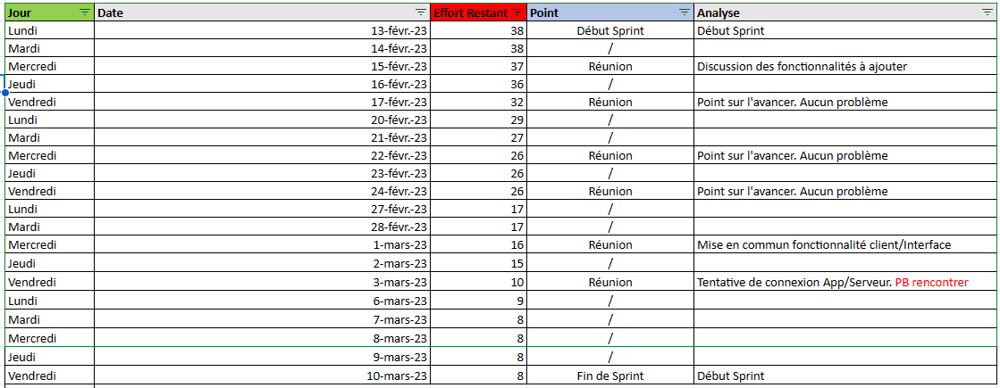 Jour Date Effort Restant Point Analyse
Lundi 13-févr.-23 38 Début Sprint Début Sprint
Mardi 14-févr.-23 38 /
Mercredi 15-févr.-23 37 Réunion Discussion des fonctionnalités à ajouter
Jeudi 16-févr.-23 36 /
Vendredi 17-févr.-23 32 Réunion Point sur l'avancer. Aucun problème
Lundi 20-févr.-23 29 /
Mardi 21-févr.-23 27 /
Mercredi 22-févr.-23 26 Réunion Point sur l'avancer. Aucun problème
Jeudi 23-févr.-23 26 /
Vendredi 24-févr.-23 26 Réunion Point sur l'avancer. Aucun problème
Lundi 27-févr.-23 17 /
Mardi 28-févr.-23 17 /
Mercredi 1-mars-23 16 Réunion Mise en commun fonctionnalité client/Interface
Jeudi 2-mars-23 15 /
Vendredi 3-mars-23 10 Réunion Tentative de connexion App/Serveur. PB rencontrer
Lundi 6-mars-23 9 /
Mardi 7-mars-23 8 /
Mercredi 8-mars-23 8 /
Jeudi 9-mars-23 8 /
Vendredi 10-mars-23 8 Fin de Sprint Début Sprint